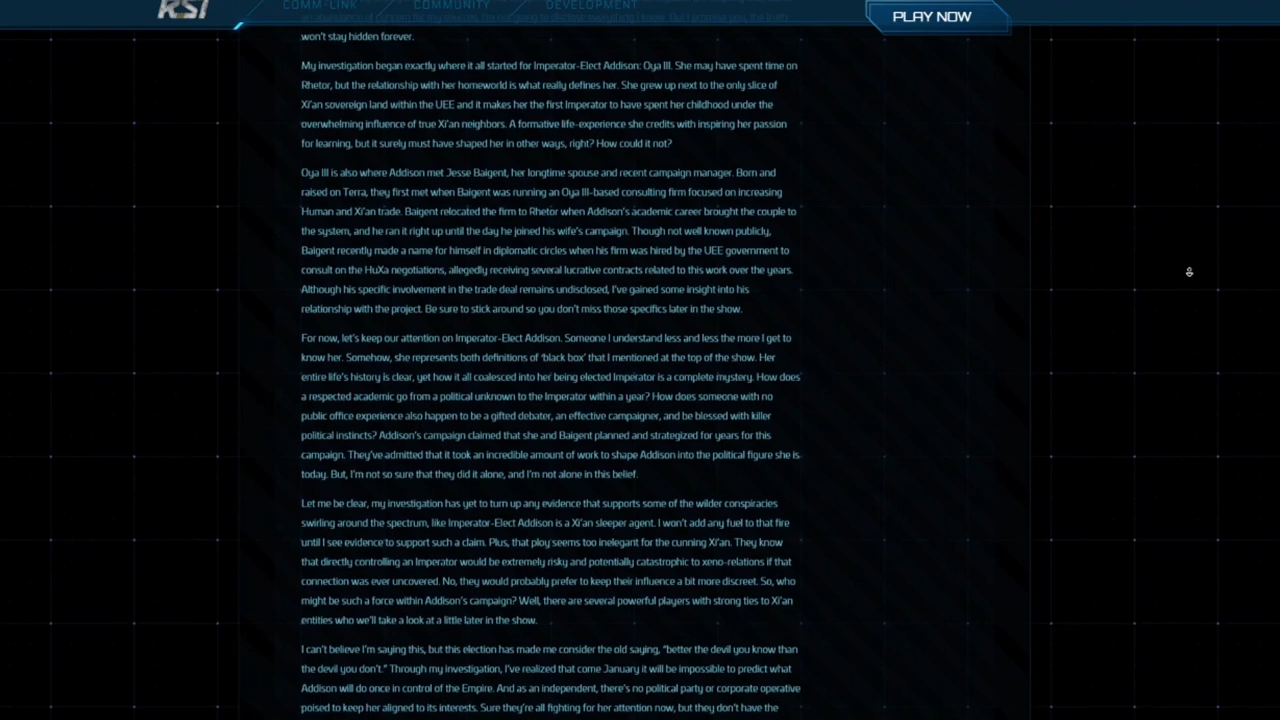 RSI
COMM-LINK
COMMUNITY
DEVELOPMENT
PLAY NOW
an abundance of concern for my sources, I'm not going to disclose everything I know. But I promise you, the truth
won't stay hidden forever.
My investigation began exactly where it all started for Imperator-Elect Addison: Oya III. She may have spent time on
Rhetor, but the relationship with her homeworld is what really defines her. She grew up next to the only slice of
Xi'an sovereign land within the UEE and it makes her the first Imperator to have spent her childhood under the
overwhelming influence of true Xi'an neighbors. A formative life-experience she credits with inspiring her passion
for learning, but it surely must have shaped her in other ways, right? How could it not?
Oya III is also where Addison met Jesse Baigent, her longtime spouse and recent campaign manager. Born and
raised on Terra, they first met when Baigent was running an Oya III-based consulting firm focused on increasing
Human and Xi'an trade. Baigent relocated the firm to Rhetor when Addison's academic career brought the couple to
the system, and he ran it right up until the day he joined his wife's campaign. Though not well known publicly,
Baigent recently made a name for himself in diplomatic circles when his firm was hired by the UEE government to
consult on the HuXa negotiations, allegedly receiving several lucrative contracts related to this work over the years.
Although his specific involvement in the trade deal remains undisclosed, I've gained some insight into his
relationship with the project. Be sure to stick around so you don't miss those specifics later in the show.
For now, let's keep our attention on Imperator-Elect Addison. Someone I understand less and less the more I get to
know her. Somehow, she represents both definitions of 'black box' that I mentioned at the top of the show. Her
entire life's history is clear, yet how it all coalesced into her being elected Imperator is a complete mystery. How does
a respected academic go from a political unknown to the Imperator within a year? How does someone with no
public office experience also happen to be a gifted debater, an effective campaigner, and be blessed with killer
political instincts? Addison's campaign claimed that she and Baigent planned and strategized for years for this
campaign. They've admitted that it took an incredible amount of work to shape Addison into the political figure she is
today. But, I'm not so sure that they did it alone, and I'm not alone in this belief.
Let me be clear, my investigation has yet to turn up any evidence that supports some of the wilder conspiracies
swirling around the spectrum, like Imperator-Elect Addison is a Xi'an sleeper agent. I won't add any fuel to that fire
until I see evidence to support such a claim. Plus, that ploy seems too inelegant for the cunning Xi'an. They know
that directly controlling an Imperator would be extremely risky and potentially catastrophic to xeno-relations if that
connection was ever uncovered. No, they would probably prefer to keep their influence a bit more discreet. So, who
might be such a force within Addison's campaign? Well, there are several powerful players with strong ties to Xi'an
entities who we'll take a look at a little later in the show.
I can't believe I'm saying this, but this election has made me consider the old saying, "better the devil you know than
the devil you don't." Through my investigation, I've realized that come January it will be impossible to predict what
Addison will do once in control of the Empire. And as an independent, there's no political party or corporate operative
poised to keep her aligned to its interests. Sure they're all fighting for her attention now, but they don't have the